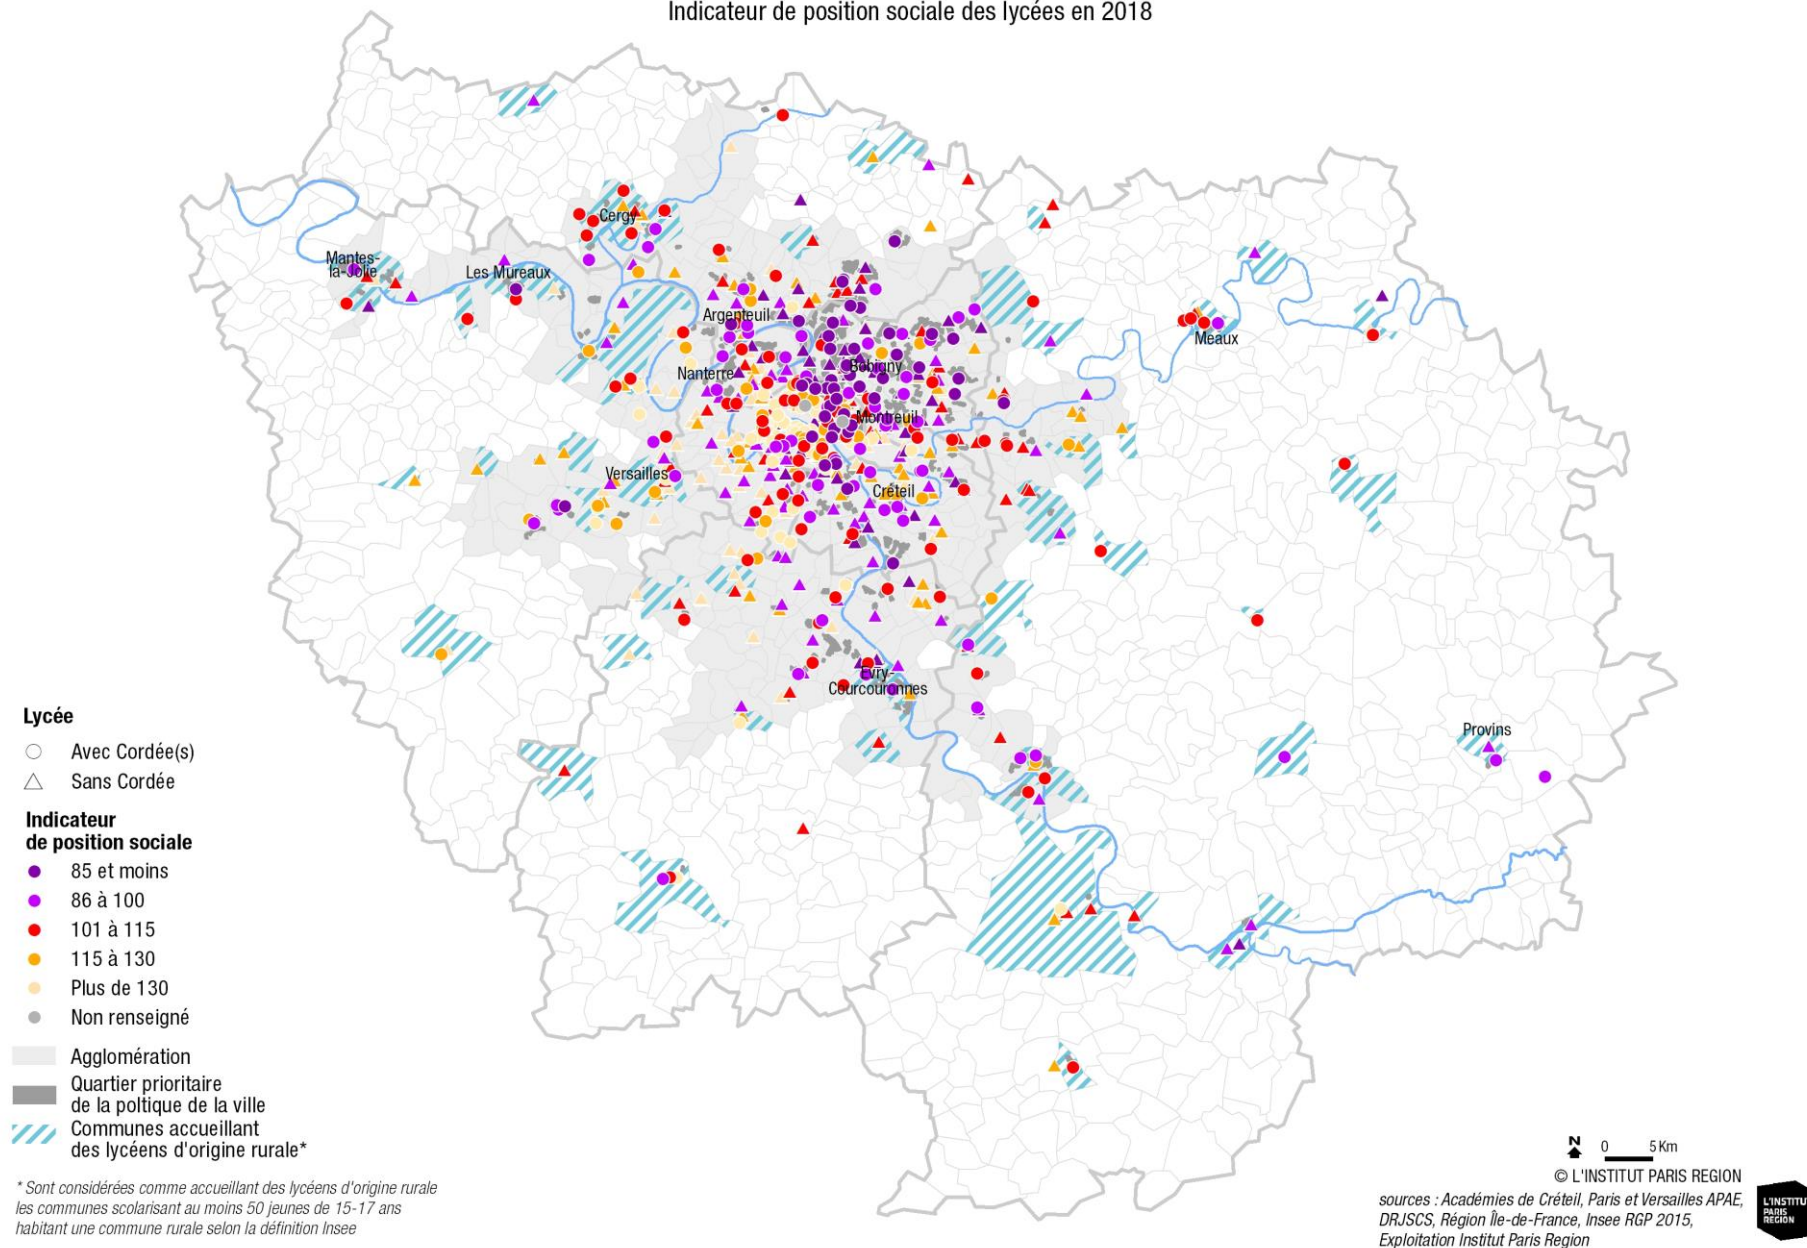 Indicateur de position sociale des lycées en 2018
Cergy
Mantes-
la-Jolie
Les Mureaux
Argenteuil
Meaux
Nanterre
Bobigny
Montreuil
Versailles
Créteil
Evry-
Courcouronnes
Provins
Lycée
Avec Cordée(s)
Sans Cordée
Indicateur
de position sociale
85 et moins
86 à 100
101 à 115
115 à 130
Plus de 130
Non renseigné
Agglomération
Quartier prioritaire
de la poltique de la ville
Communes accueillant
des lycéens d'origine rurale*
* Sont considérées comme accueillant des lycéens d'origine rurale
les communes scolarisant au moins 50 jeunes de 15-17 ans
habitant une commune rurale selon la définition Insee
N 0 5 Km
© L'INSTITUT PARIS REGION
sources : Académies de Créteil, Paris et Versailles APAE,
DRJSCS, Région Île-de-France, Insee RGP 2015,
Exploitation Institut Paris Region
L'INSTITU
PARIS
REGION